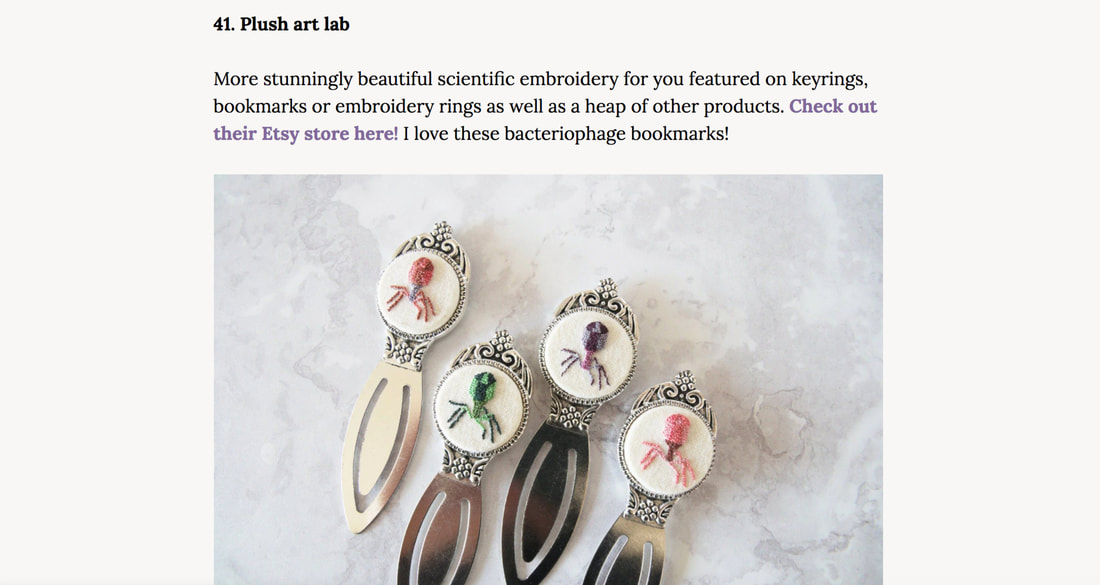 41. Plush art lab
More stunningly beautiful scientific embroidery for you featured on keyrings,
bookmarks or embroidery rings as well as a heap of other products. Check out
their Etsy store here! I love these bacteriophage bookmarks!